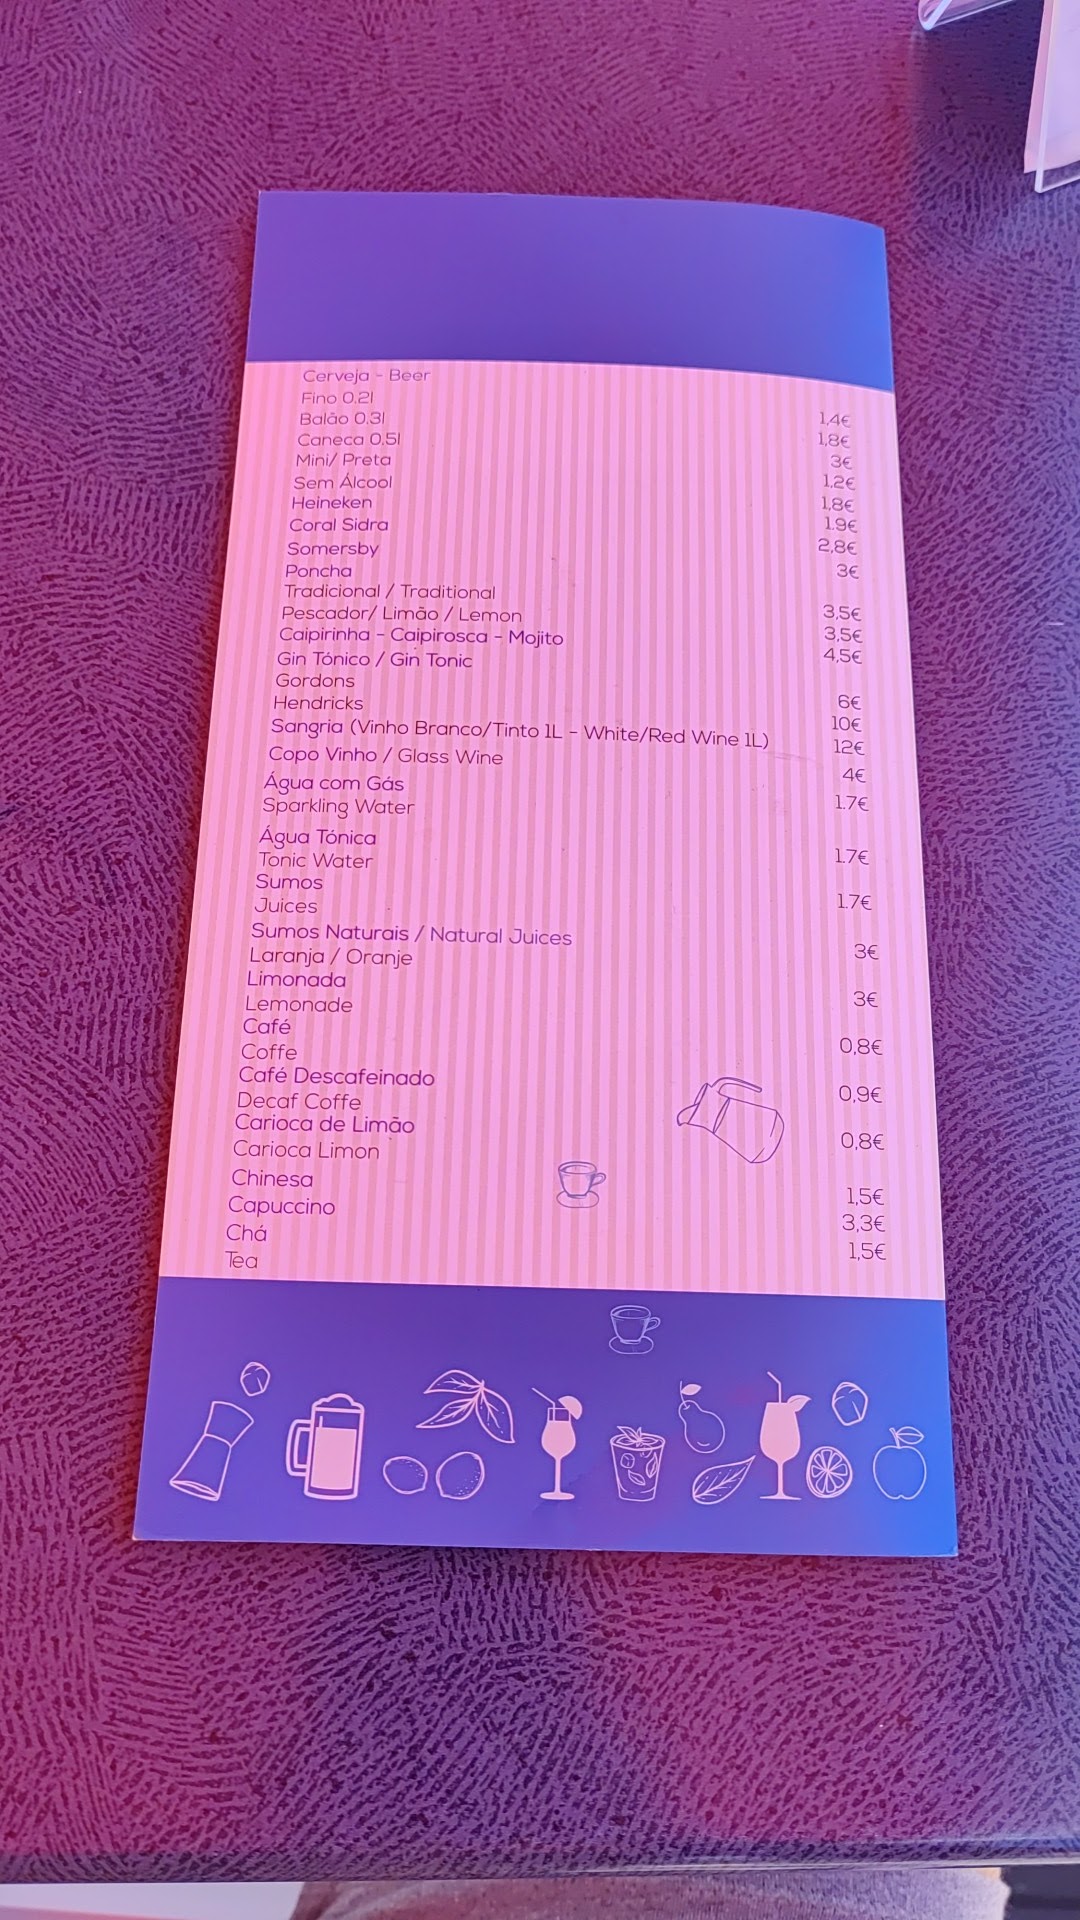 Cerveja - Beer
Fino 0.2l
Balão 0.3l 1,4€
Caneca 0,5l 1,8€
Mini/ Preta 3€
Sem Álcool 1,2€
Heineken 1,8€
Coral Sidra 1.9€
Somersby 2,8€
Poncha 3€
Tradicional / Traditional
Pescador/ Limão / Lemon 3,5€
Caipirinha - Caipirosca - Mojito 3,5€
Gin Tónico / Gin Tonic 4,5€
Gordons
Hendricks 6€
Sangria (Vinho Branco/Tinto 1L - White/Red Wine 1L) 10€
Copo Vinho / Glass Wine 12€
Água com Gás 4€
Sparkling Water 1.7€
Água Tónica
Tonic Water 1.7€
Sumos
Juices 1.7€
Sumos Naturais / Natural Juices
Laranja / Oranje 3€
Limonada
Lemonade 3€
Café
Coffe 0,8€
Café Descafeinado
Decaf Coffe 0,9€
Carioca de Limão
Carioca Limon 0,8€
Chinesa 1,5€
Capuccino 3,3€
Chá 1,5€
Tea